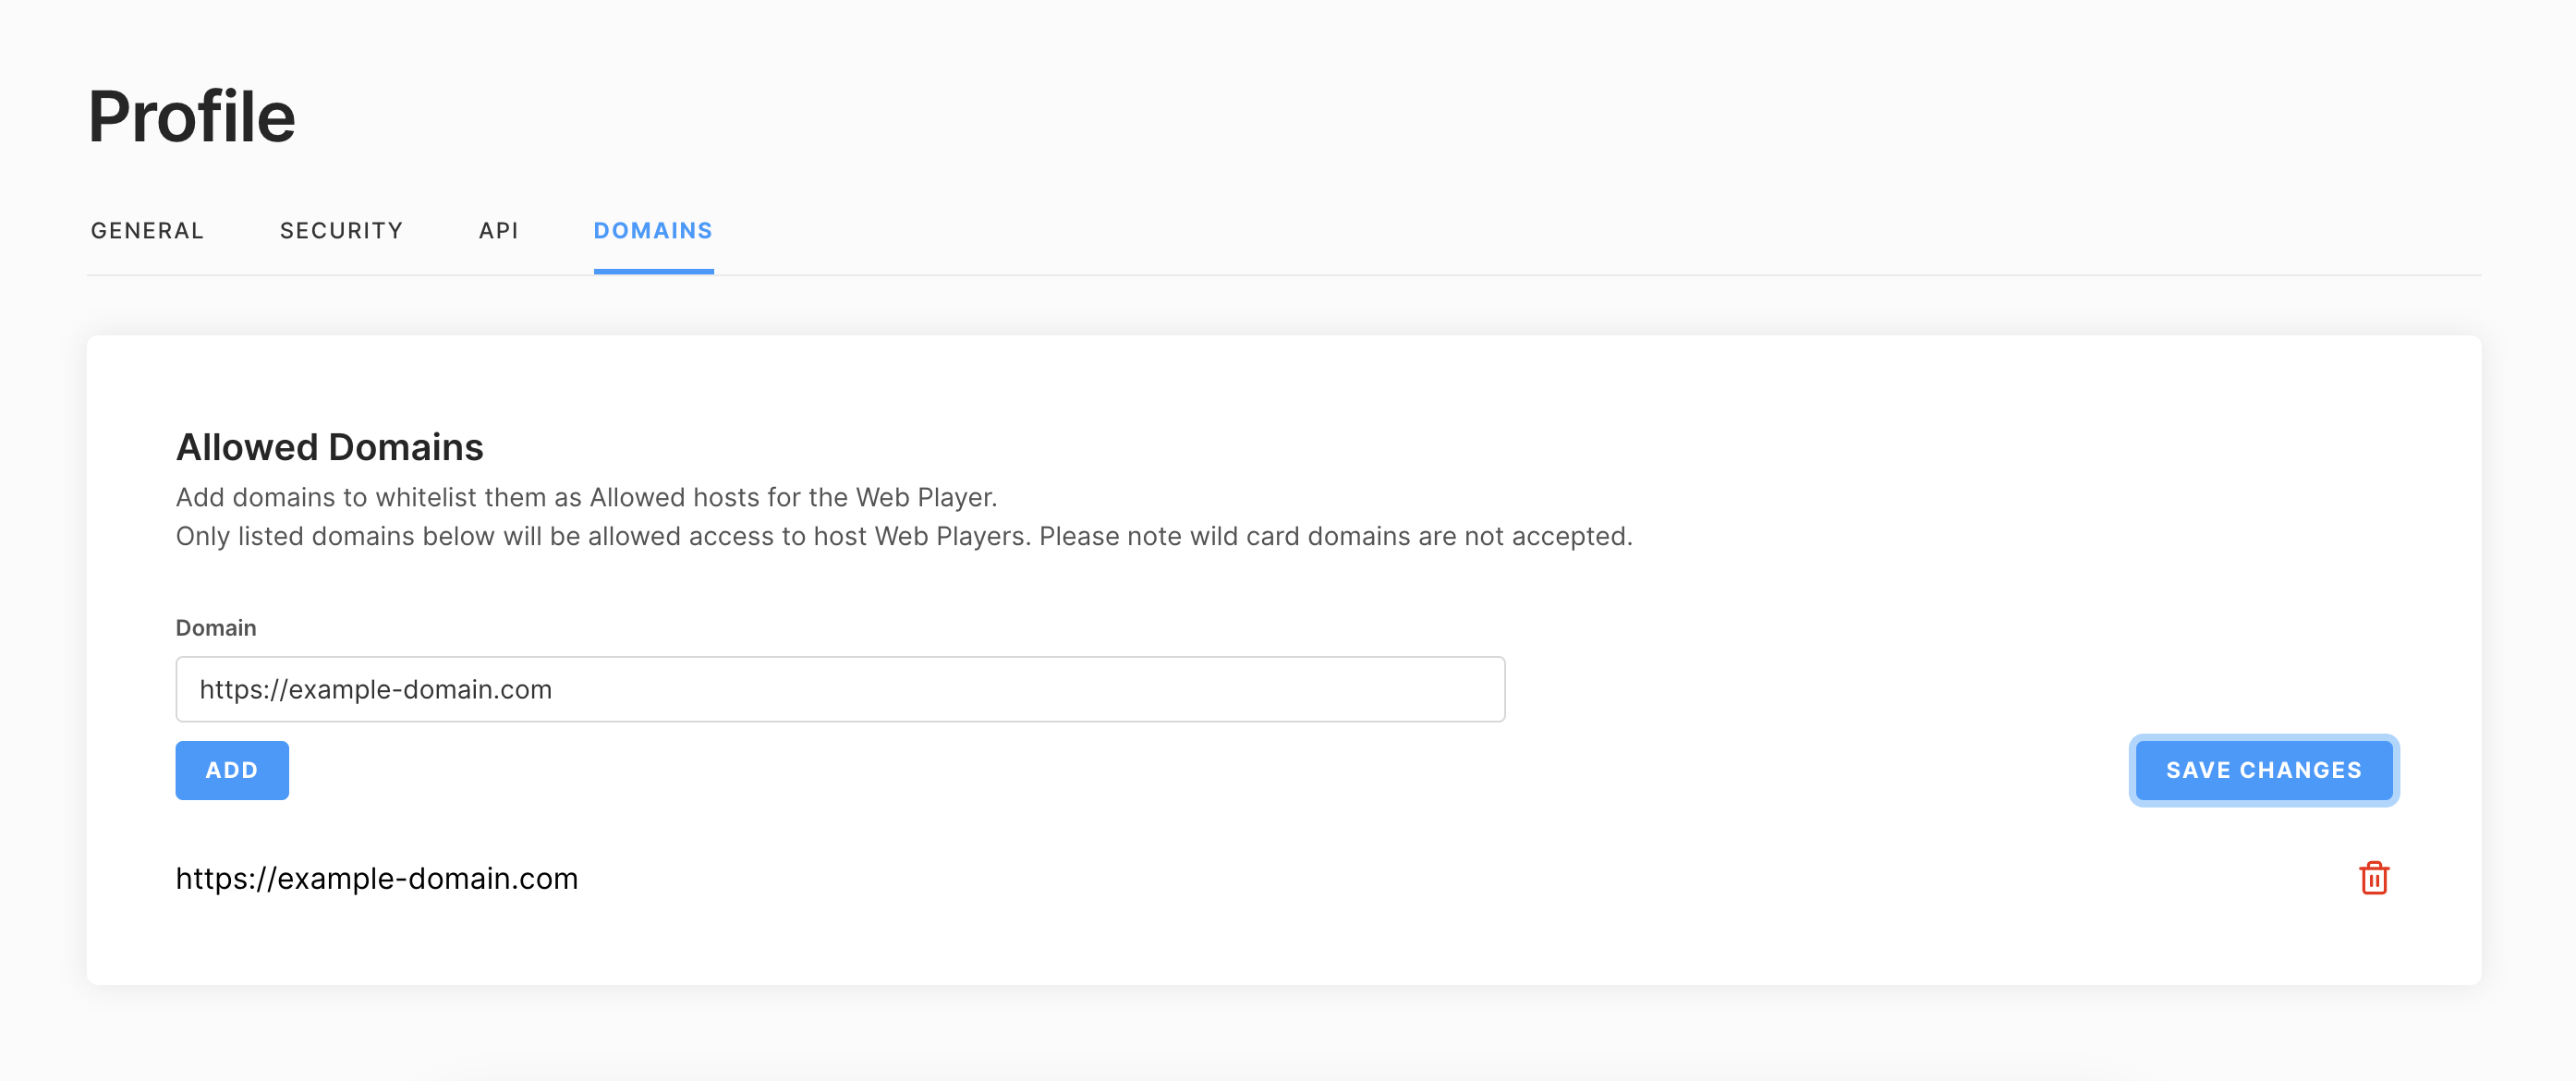 Profile
GENERAL SECURITY API DOMAINS
Allowed Domains
Add domains to whitelist them as Allowed hosts for the Web Player.
Only listed domains below will be allowed access to host Web Players. Please note wild card domains are not accepted.
Domain
https://example-domain.com
ADD SAVE CHANGES
https://example-domain.com